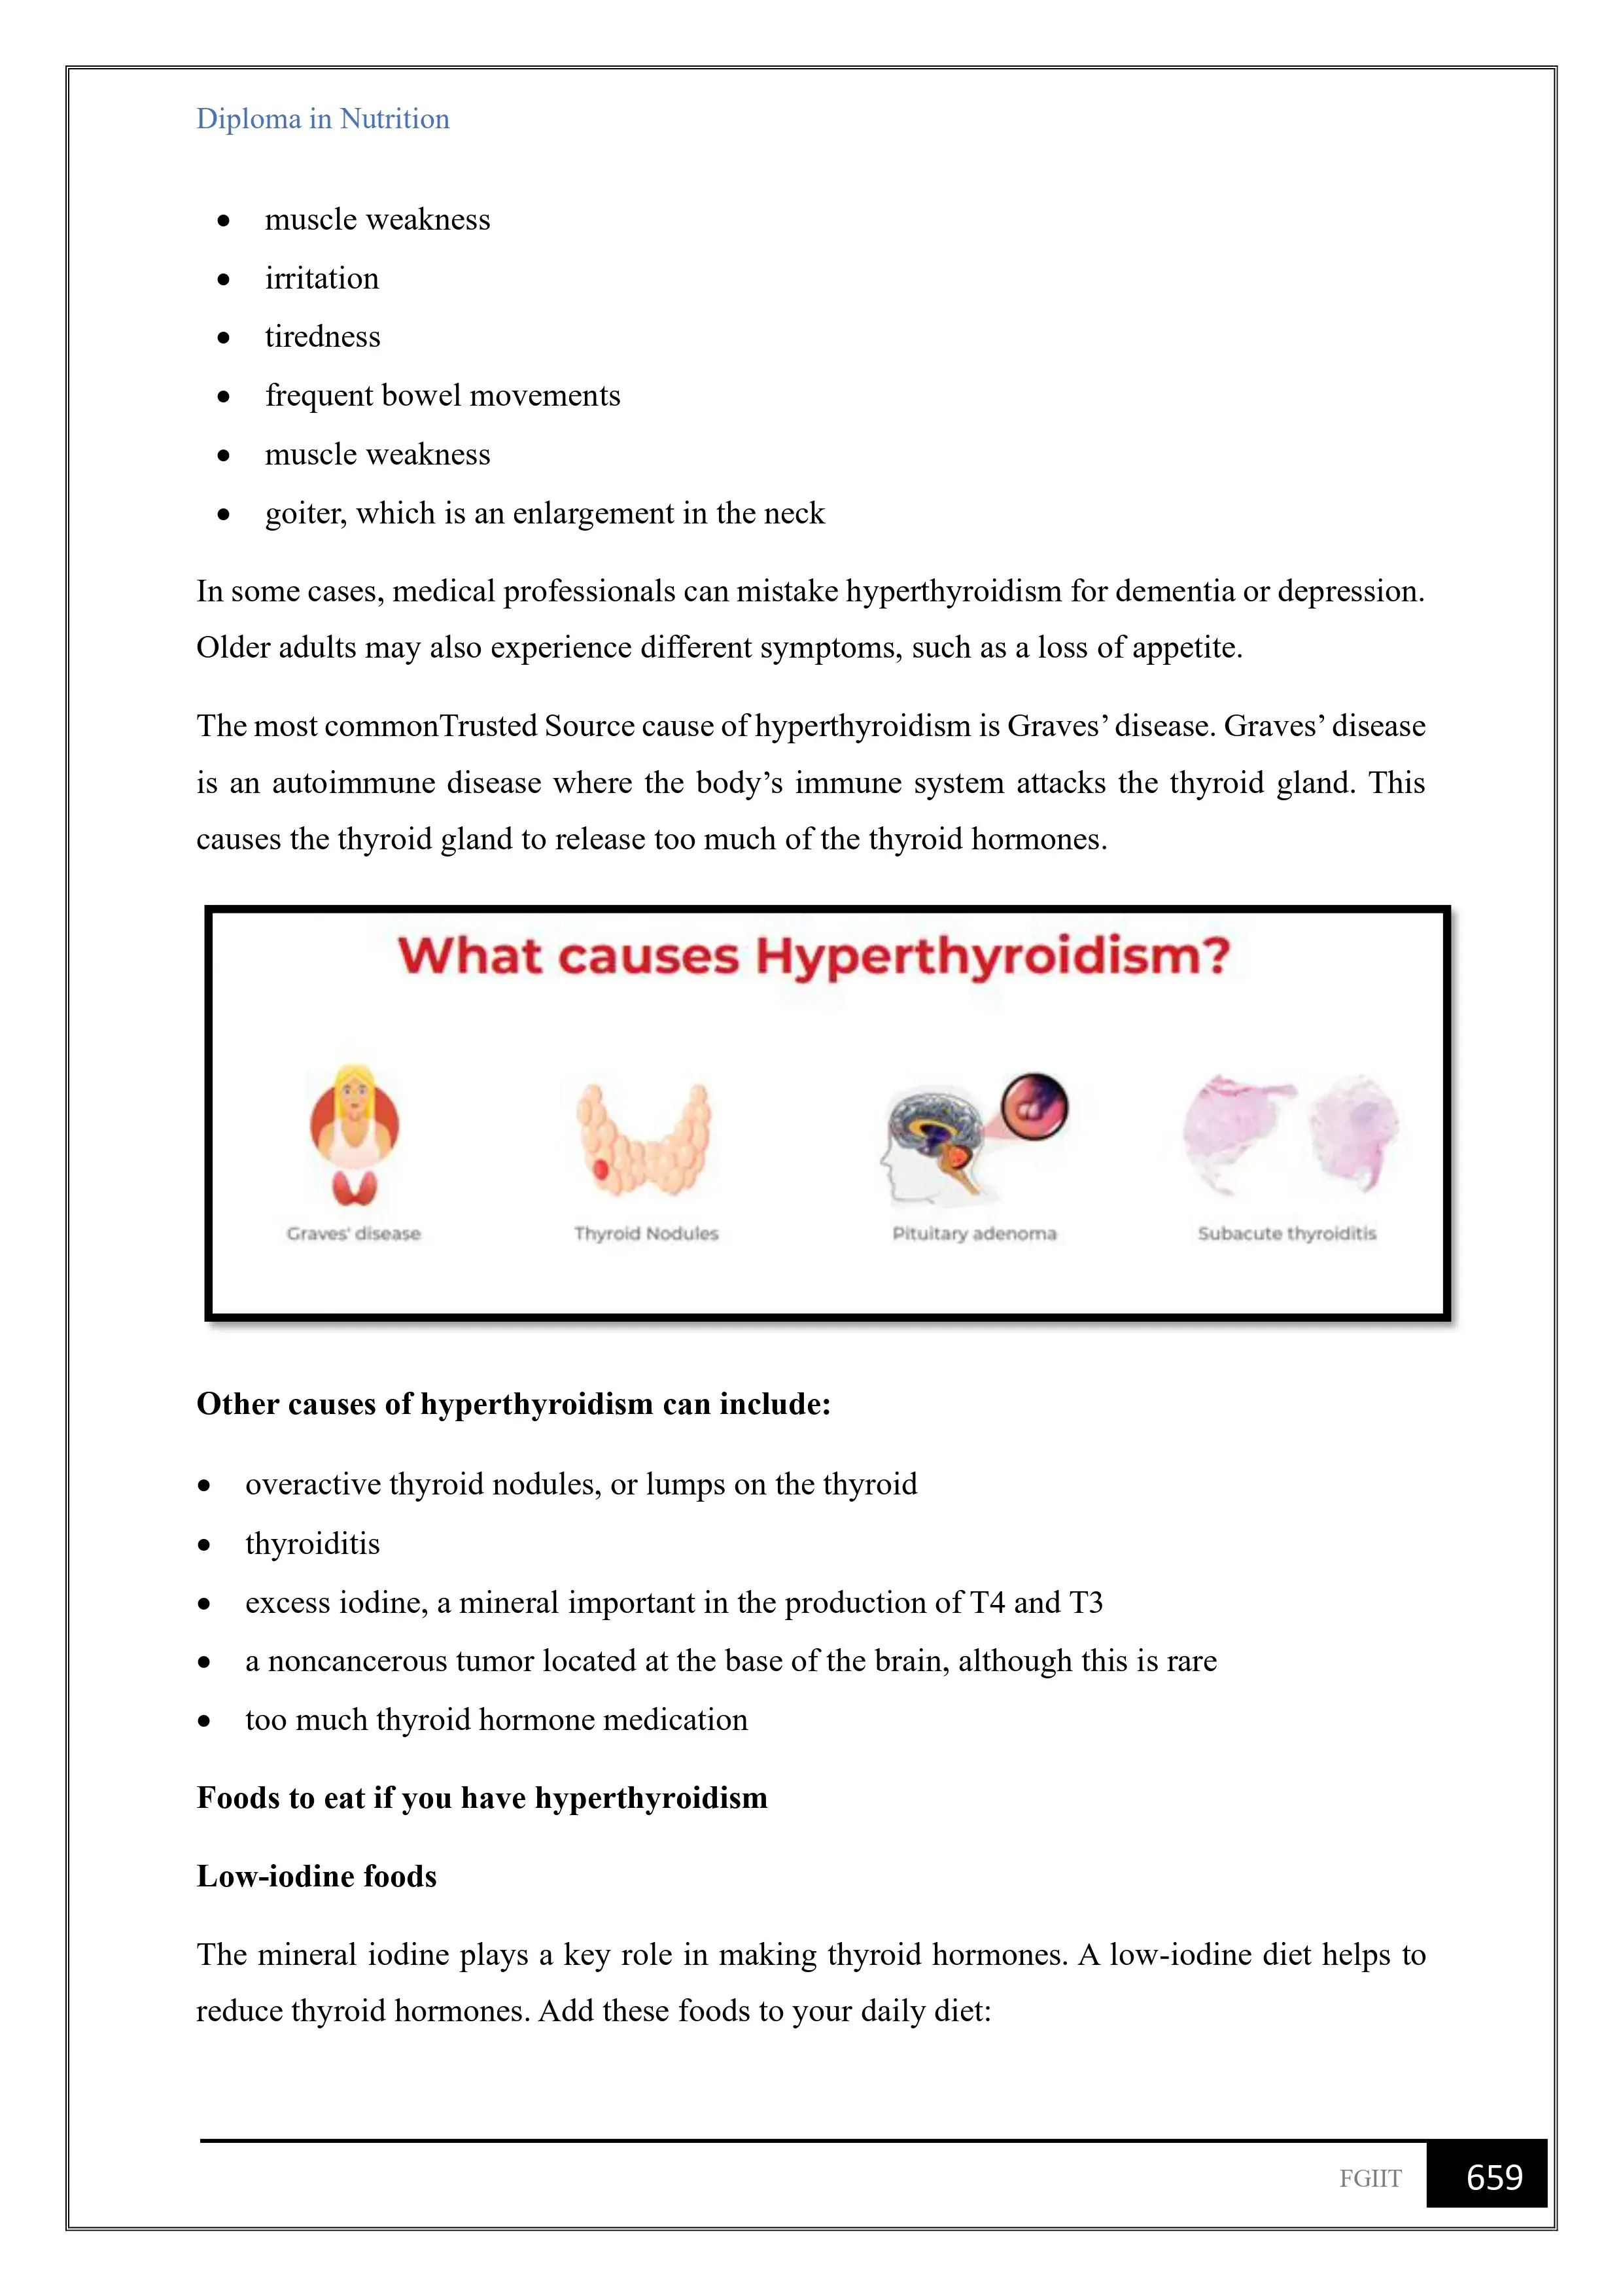 Diploma in Nutrition
• muscle weakness
• irritation
• tiredness
• frequent bowel movements
• muscle weakness
• goiter, which is an enlargement in the neck
In some cases, medical professionals can mistake hyperthyroidism for dementia or depression.
Older adults may also experience different symptoms, such as a loss of appetite.
The most commonTrusted Source cause of hyperthyroidism is Graves’ disease. Graves’ disease
is an autoimmune disease where the body’s immune system attacks the thyroid gland. This
causes the thyroid gland to release too much of the thyroid hormones.
What causes Hyperthyroidism?
Graves' disease
Thyroid Nodules
Pituitary adenoma
Subacute thyroiditis
Other causes of hyperthyroidism can include:
• overactive thyroid nodules, or lumps on the thyroid
• thyroiditis
• excess iodine, a mineral important in the production of T4 and T3
• a noncancerous tumor located at the base of the brain, although this is rare
• too much thyroid hormone medication
Foods to eat if you have hyperthyroidism
Low-iodine foods
The mineral iodine plays a key role in making thyroid hormones. A low-iodine diet helps to
reduce thyroid hormones. Add these foods to your daily diet:
FGIIT 659